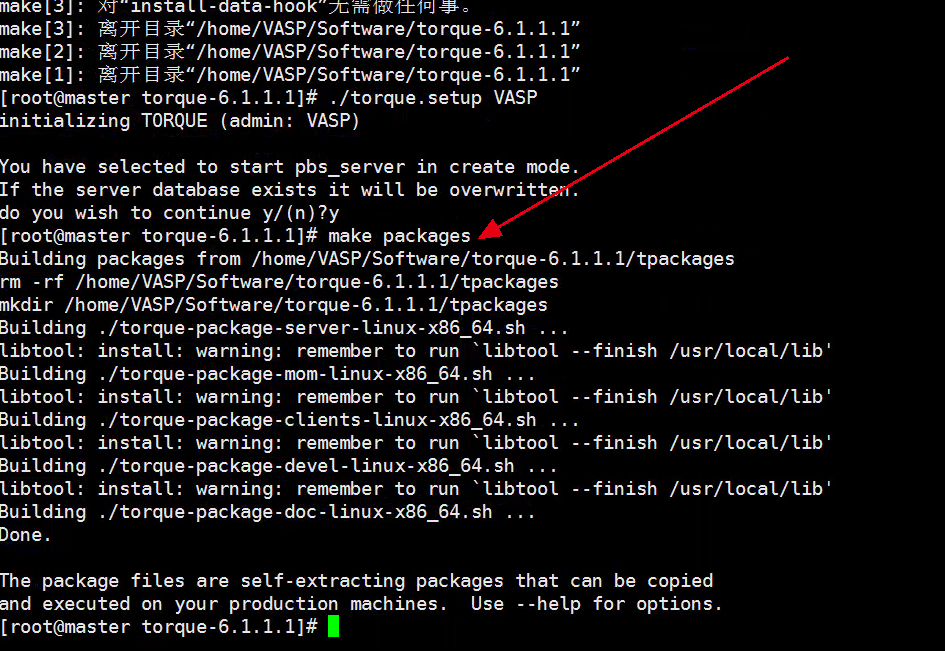 make[3]: 对“install-data-hook”无需做任何事。
make[3]: 离开目录“/home/VASP/Software/torque-6.1.1.1”
make[2]: 离开目录“/home/VASP/Software/torque-6.1.1.1”
make[1]: 离开目录“/home/VASP/Software/torque-6.1.1.1”
[root@master torque-6.1.1.1]# ./torque.setup VASP
initializing TORQUE (admin: VASP)
You have selected to start pbs_server in create mode.
If the server database exists it will be overwritten.
do you wish to continue y/(n)?y
[root@master torque-6.1.1.1]# make packages
Building packages from /home/VASP/Software/torque-6.1.1.1/tpackages
rm -rf /home/VASP/Software/torque-6.1.1.1/tpackages
mkdir /home/VASP/Software/torque-6.1.1.1/tpackages
Building ./torque-package-server-linux-x86_64.sh ...
libtool: install: warning: remember to run `libtool --finish /usr/local/lib'
Building ./torque-package-mom-linux-x86_64.sh ...
libtool: install: warning: remember to run `libtool --finish /usr/local/lib'
Building ./torque-package-clients-linux-x86_64.sh ...
libtool: install: warning: remember to run `libtool --finish /usr/local/lib'
Building ./torque-package-devel-linux-x86_64.sh ...
libtool: install: warning: remember to run `libtool --finish /usr/local/lib'
Building ./torque-package-doc-linux-x86_64.sh ...
Done.
The package files are self-extracting packages that can be copied
and executed on your production machines.  Use --help for options.
[root@master torque-6.1.1.1]#